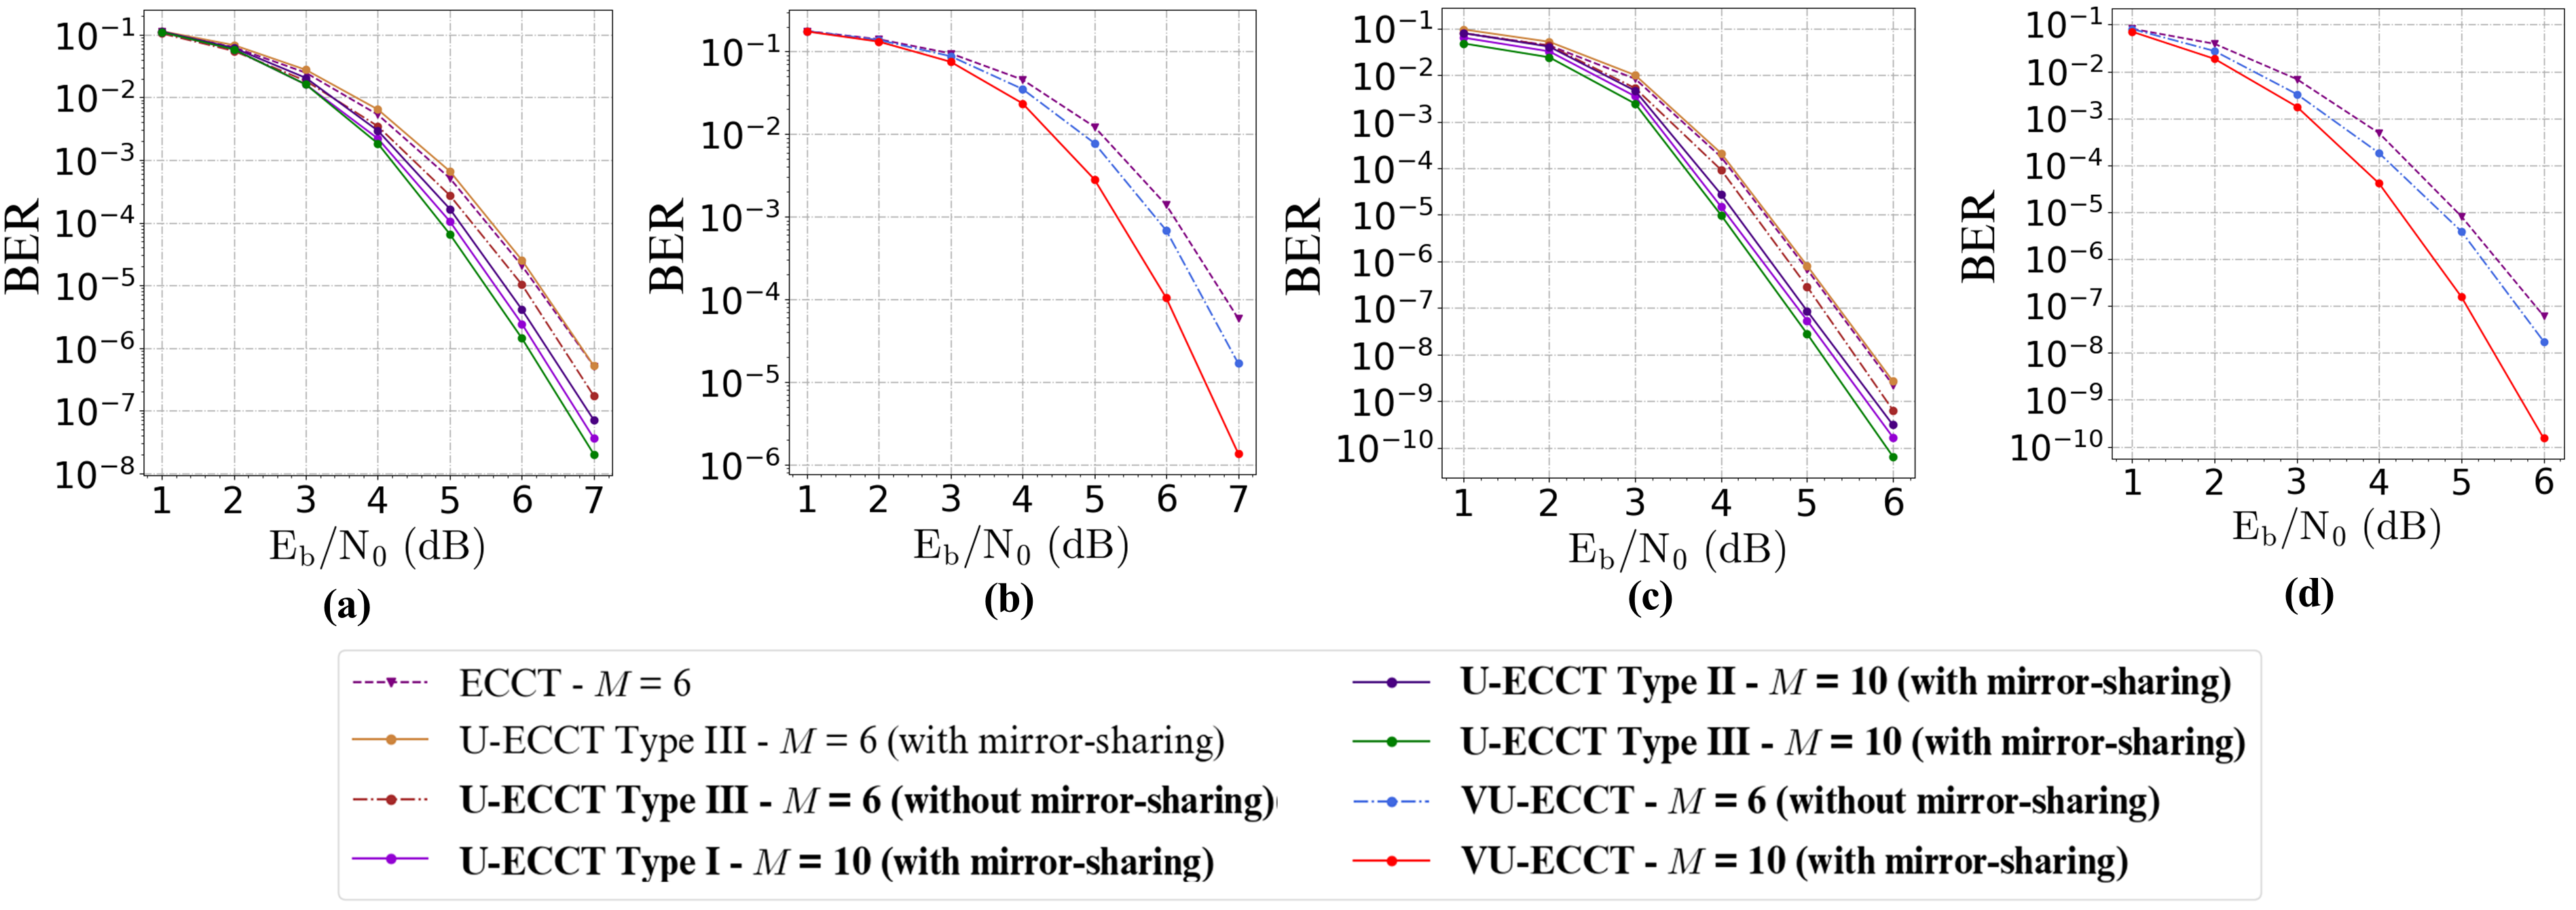 BER
10⁻¹
10⁻²
10⁻³
10⁻⁴
10⁻⁵
10⁻⁶
10⁻⁷
10⁻⁸
1 2 3 4 5 6 7
E_b/N_0 (dB)
(a)
BER
10⁻¹
10⁻²
10⁻³
10⁻⁴
10⁻⁵
10⁻⁶
1 2 3 4 5 6 7
E_b/N_0 (dB)
(b)
BER
10⁻¹
10⁻²
10⁻³
10⁻⁴
10⁻⁵
10⁻⁶
10⁻⁷
10⁻⁸
10⁻⁹
10⁻¹⁰
1 2 3 4 5 6
E_b/N_0 (dB)
(c)
BER
10⁻¹
10⁻²
10⁻³
10⁻⁴
10⁻⁵
10⁻⁶
10⁻⁷
10⁻⁸
10⁻⁹
10⁻¹⁰
1 2 3 4 5 6
E_b/N_0 (dB)
(d)
ECCT - M = 6
U-ECCT Type III - M = 6 (with mirror-sharing)
U-ECCT Type III - M = 6 (without mirror-sharing)
U-ECCT Type I - M = 10 (with mirror-sharing)
U-ECCT Type II - M = 10 (with mirror-sharing)
U-ECCT Type III - M = 10 (with mirror-sharing)
VU-ECCT - M = 6 (without mirror-sharing)
VU-ECCT - M = 10 (with mirror-sharing)